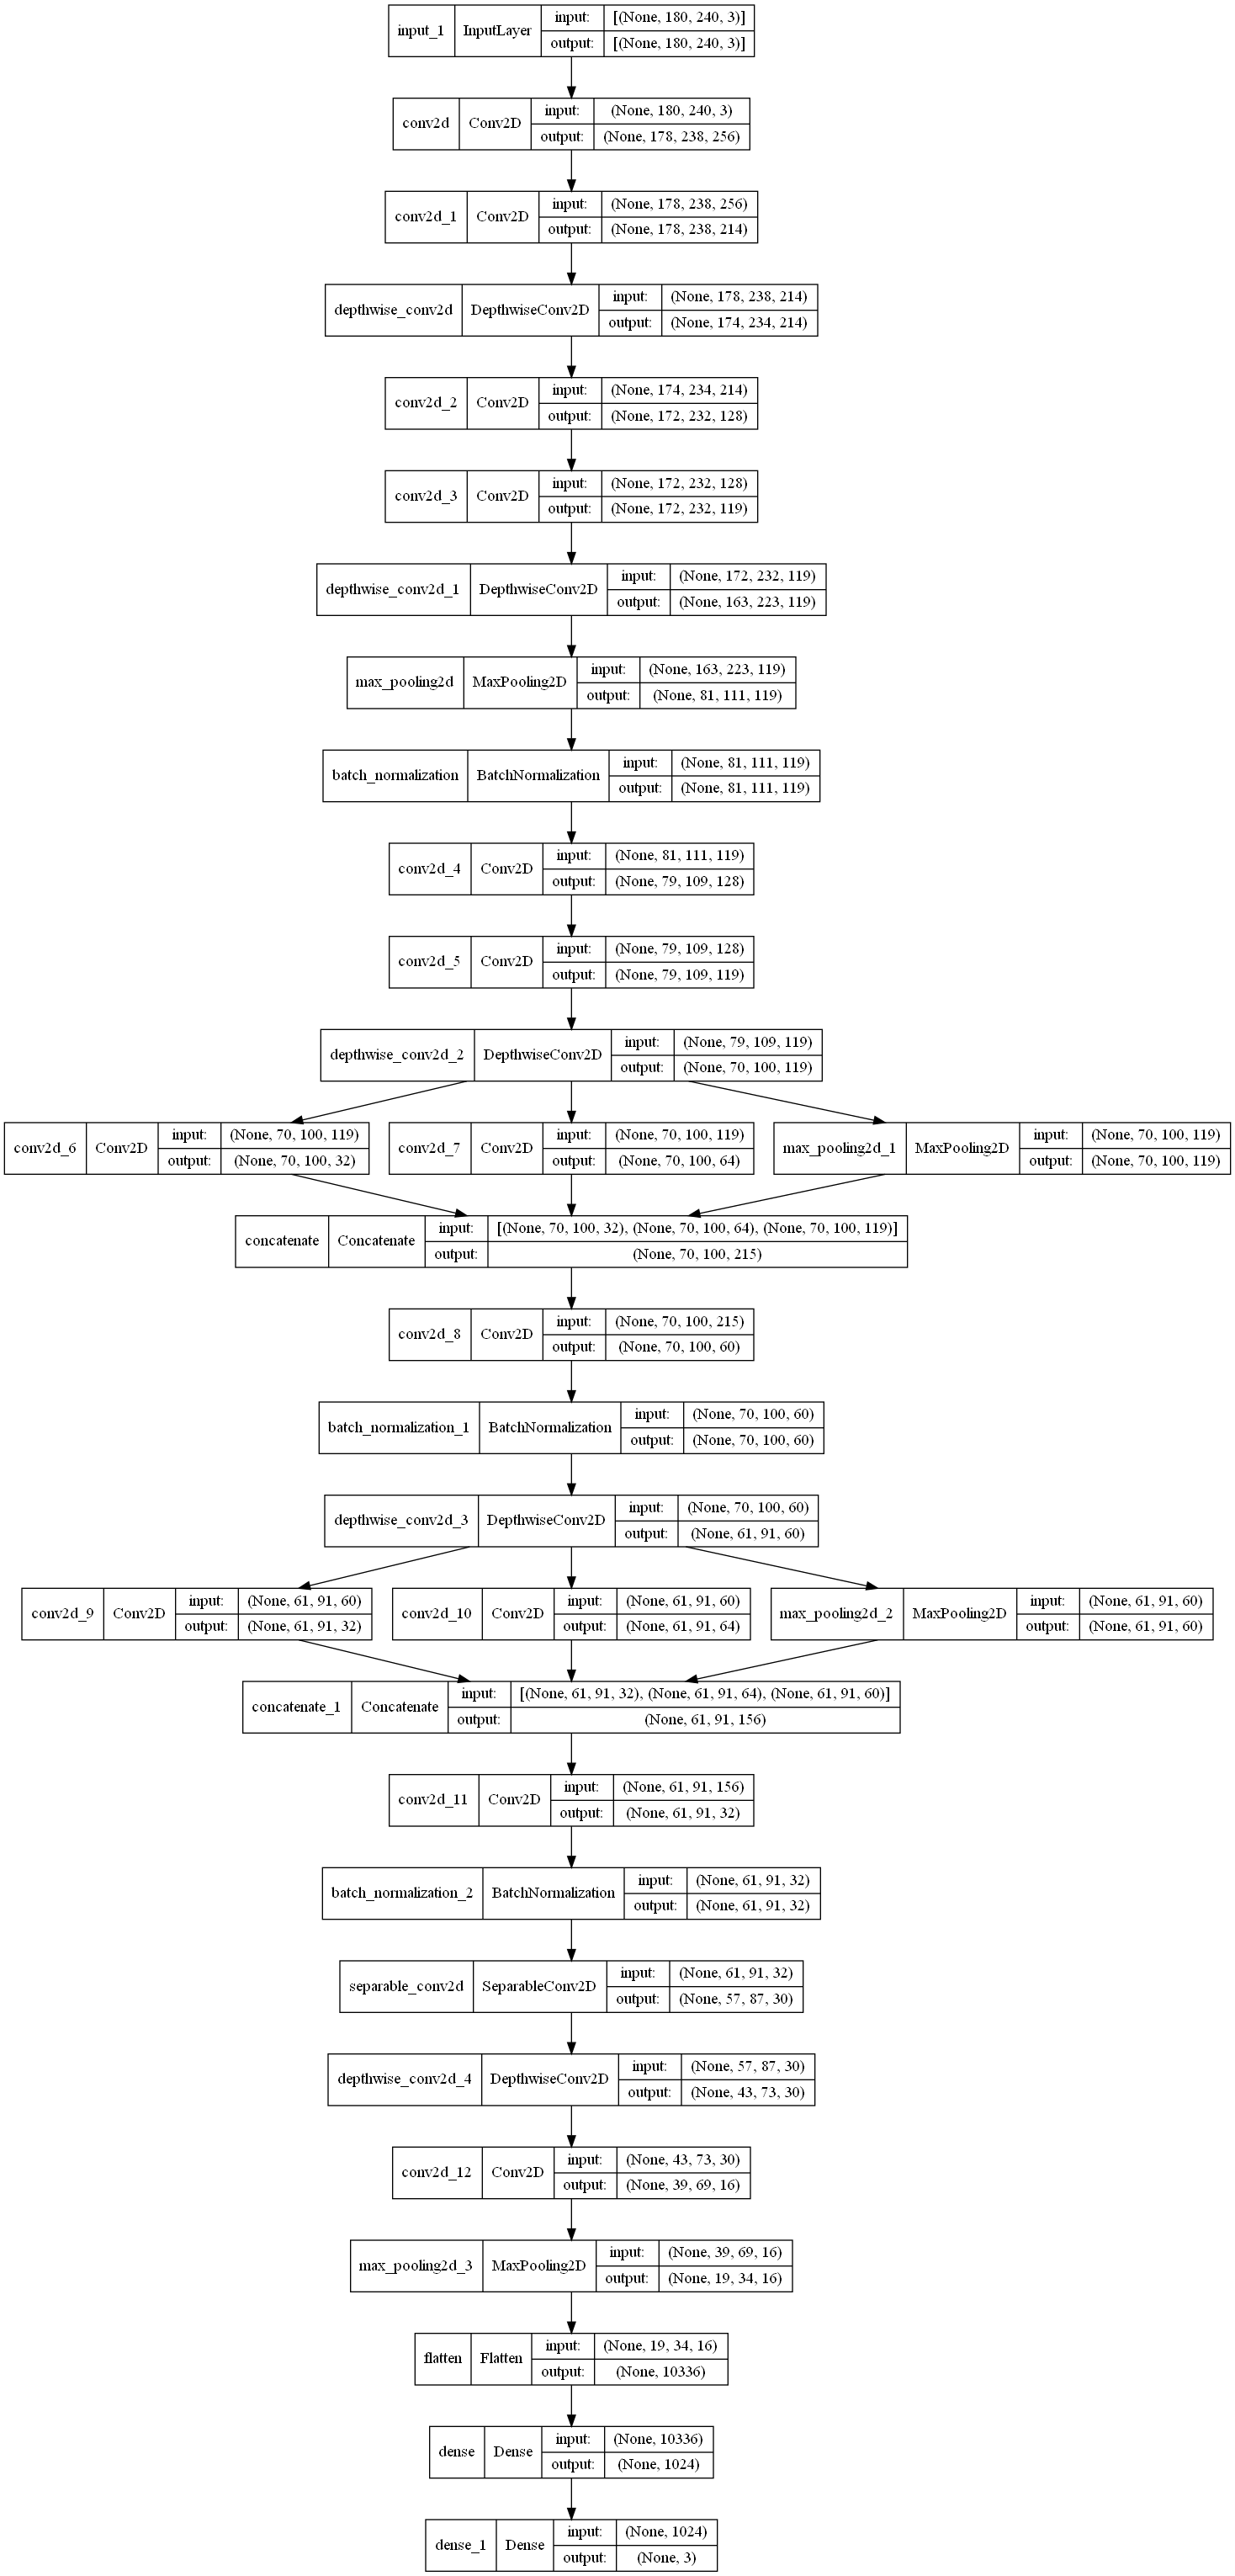 input_1 InputLayer input: [(None, 180, 240, 3)]
output: [(None, 180, 240, 3)]
conv2d Conv2D input: (None, 180, 240, 3)
output: (None, 178, 238, 256)
conv2d_1 Conv2D input: (None, 178, 238, 256)
output: (None, 178, 238, 214)
depthwise_conv2d DepthwiseConv2D input: (None, 178, 238, 214)
output: (None, 174, 234, 214)
conv2d_2 Conv2D input: (None, 174, 234, 214)
output: (None, 172, 232, 128)
conv2d_3 Conv2D input: (None, 172, 232, 128)
output: (None, 172, 232, 119)
depthwise_conv2d_1 DepthwiseConv2D input: (None, 172, 232, 119)
output: (None, 163, 223, 119)
max_pooling2d MaxPooling2D input: (None, 163, 223, 119)
output: (None, 81, 111, 119)
batch_normalization BatchNormalization input: (None, 81, 111, 119)
output: (None, 81, 111, 119)
conv2d_4 Conv2D input: (None, 81, 111, 119)
output: (None, 79, 109, 128)
conv2d_5 Conv2D input: (None, 79, 109, 128)
output: (None, 79, 109, 119)
depthwise_conv2d_2 DepthwiseConv2D input: (None, 79, 109, 119)
output: (None, 70, 100, 119)
conv2d_6 Conv2D input: (None, 70, 100, 119)
output: (None, 70, 100, 32)
conv2d_7 Conv2D input: (None, 70, 100, 119)
output: (None, 70, 100, 64)
max_pooling2d_1 MaxPooling2D input: (None, 70, 100, 119)
output: (None, 70, 100, 119)
concatenate Concatenate input: [(None, 70, 100, 32), (None, 70, 100, 64), (None, 70, 100, 119)]
output: (None, 70, 100, 215)
conv2d_8 Conv2D input: (None, 70, 100, 215)
output: (None, 70, 100, 60)
batch_normalization_1 BatchNormalization input: (None, 70, 100, 60)
output: (None, 70, 100, 60)
depthwise_conv2d_3 DepthwiseConv2D input: (None, 70, 100, 60)
output: (None, 61, 91, 60)
conv2d_9 Conv2D input: (None, 61, 91, 60)
output: (None, 61, 91, 32)
conv2d_10 Conv2D input: (None, 61, 91, 60)
output: (None, 61, 91, 64)
max_pooling2d_2 MaxPooling2D input: (None, 61, 91, 60)
output: (None, 61, 91, 60)
concatenate_1 Concatenate input: [(None, 61, 91, 32), (None, 61, 91, 64), (None, 61, 91, 60)]
output: (None, 61, 91, 156)
conv2d_11 Conv2D input: (None, 61, 91, 156)
output: (None, 61, 91, 32)
batch_normalization_2 BatchNormalization input: (None, 61, 91, 32)
output: (None, 61, 91, 32)
separable_conv2d SeparableConv2D input: (None, 61, 91, 32)
output: (None, 57, 87, 30)
depthwise_conv2d_4 DepthwiseConv2D input: (None, 57, 87, 30)
output: (None, 43, 73, 30)
conv2d_12 Conv2D input: (None, 43, 73, 30)
output: (None, 39, 69, 16)
max_pooling2d_3 MaxPooling2D input: (None, 39, 69, 16)
output: (None, 19, 34, 16)
flatten Flatten input: (None, 19, 34, 16)
output: (None, 10336)
dense Dense input: (None, 10336)
output: (None, 1024)
dense_1 Dense input: (None, 1024)
output: (None, 3)